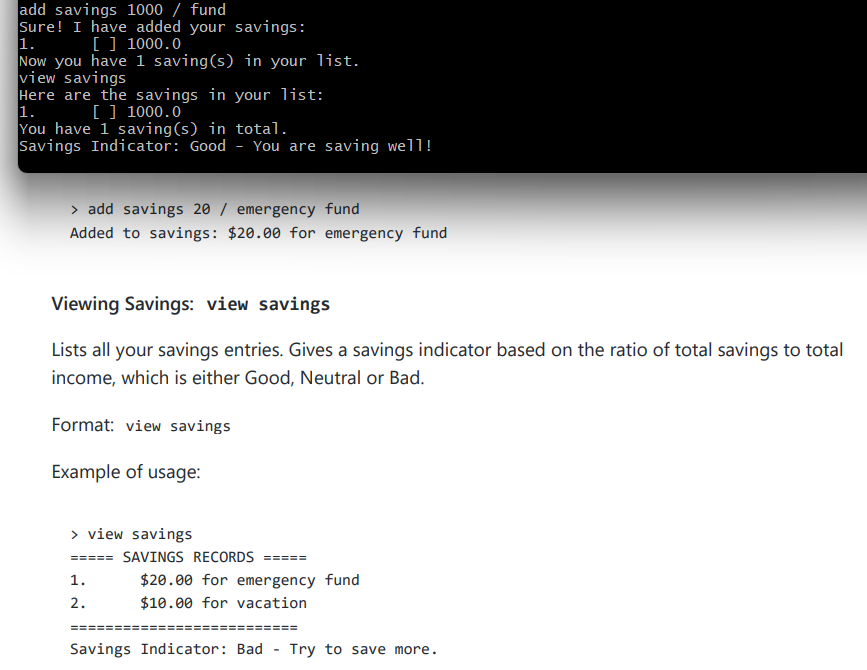 add savings 1000 / fund
Sure! I have added your savings:
1.      [ ] 1000.0
Now you have 1 saving(s) in your list.
view savings
Here are the savings in your list:
1.      [ ] 1000.0
You have 1 saving(s) in total.
Savings Indicator: Good - You are saving well!
> add savings 20 / emergency fund
Added to savings: $20.00 for emergency fund
Viewing Savings: view savings
Lists all your savings entries. Gives a savings indicator based on the ratio of total savings to total
income, which is either Good, Neutral or Bad.
Format: view savings
Example of usage:
> view savings
===== SAVINGS RECORDS =====
1.      $20.00 for emergency fund
2.      $10.00 for vacation
==========================
Savings Indicator: Bad - Try to save more.